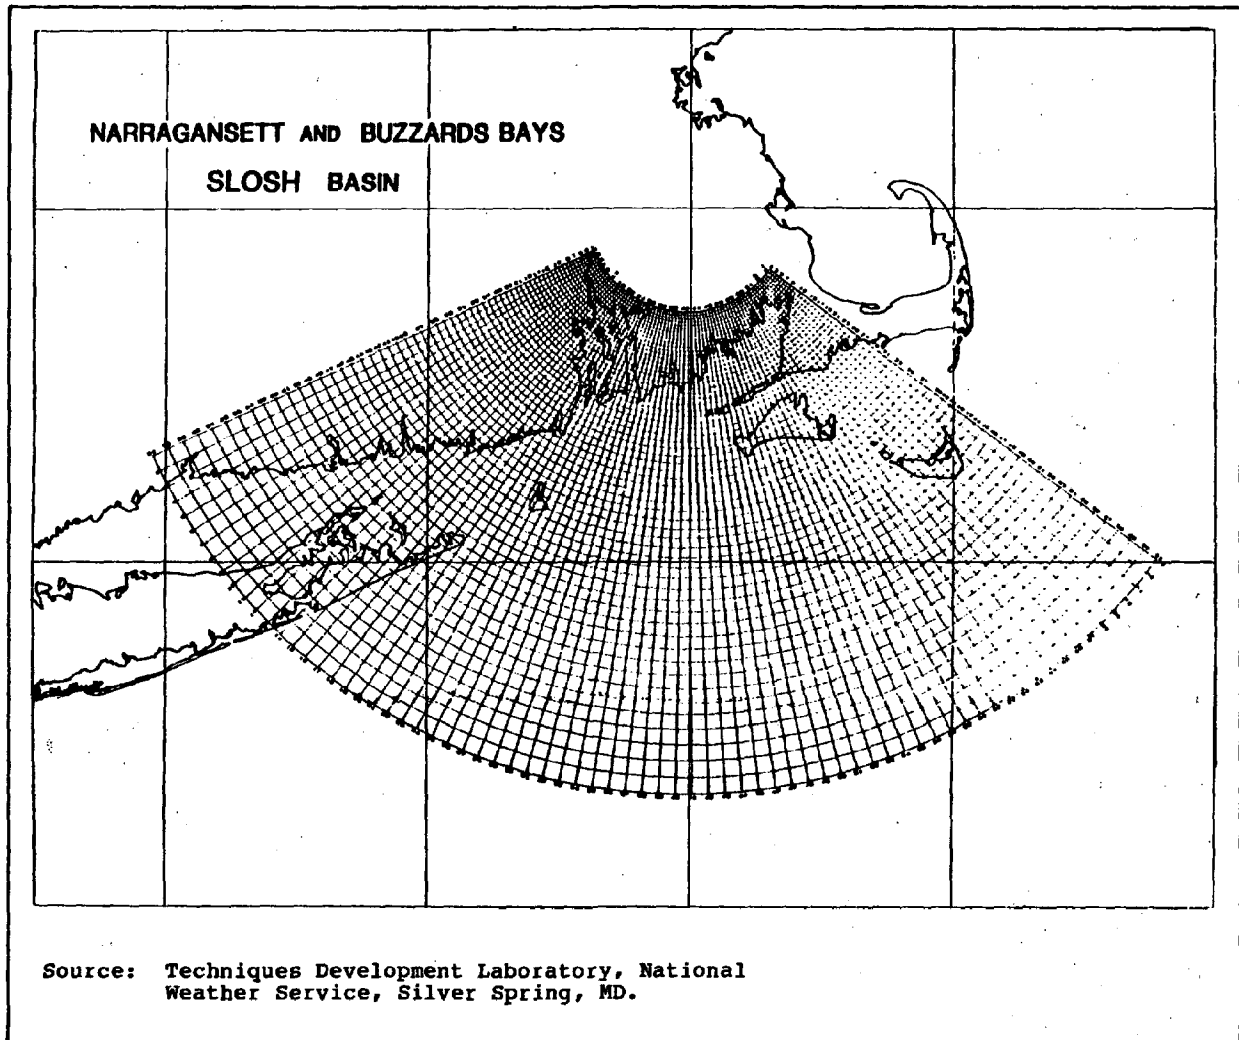 NARRAGANSETT AND BUZZARDS BAYS
SLOSH BASIN
Source: Techniques Development Laboratory, National
Weather Service, Silver Spring, MD.